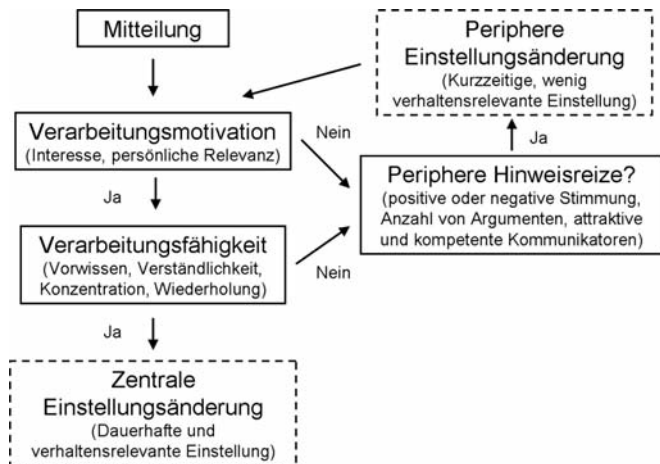 Mitteilung
Periphere
Einstellungsänderung
(Kurzzeitige, wenig
verhaltensrelevante Einstellung)
Verarbeitungsmotivation
(Interesse, persönliche Relevanz)
Nein
Ja
Periphere Hinweisreize?
(positive oder negative Stimmung,
Anzahl von Argumenten, attraktive
und kompetente Kommunikatoren)
Ja
Verarbeitungsfähigkeit
(Vorwissen, Verständlichkeit,
Konzentration, Wiederholung)
Nein
Ja
Zentrale
Einstellungsänderung
(Dauerhafte und
verhaltensrelevante Einstellung)